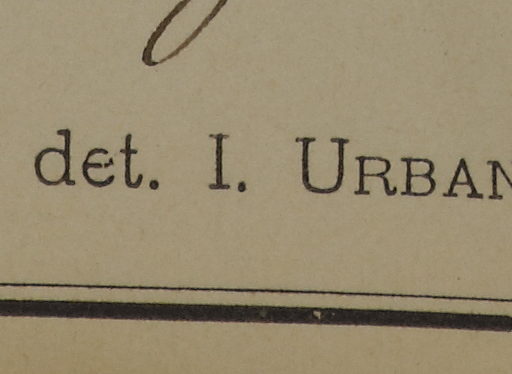 det. I. URBAN